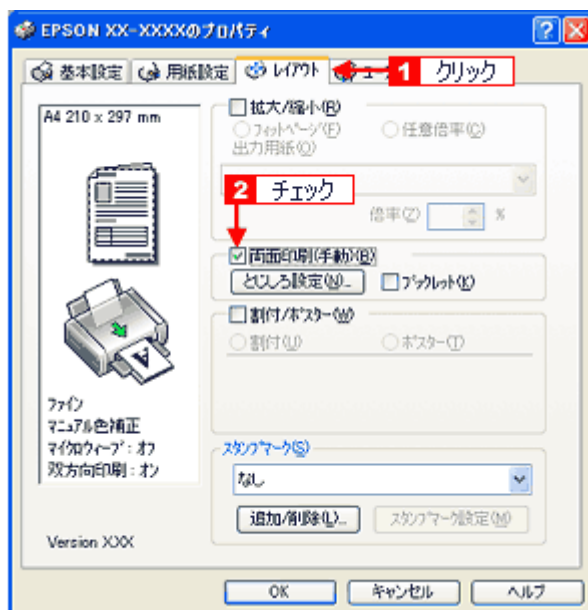 EPSON XX-XXXXのプロパティ
基本設定 用紙設定 レイアウト
1 クリック
A4 210 x 297 mm
拡大/縮小(R)
フィットページ(F) 任意倍率(C)
出力用紙(O)
2 チェック
倍率(Z) %
両面印刷(手動)(B)
とじしろ設定(N)... ブックレット(K)
割付/ポスター(W)
割付(U) ポスター(T)
ファイン
マニュアル色補正
マイクロウィーブ:オフ
双方向印刷:オン
スタンプマーク(S)
なし
追加/削除(L)... スタンプマーク設定(M)
Version XXX
OK キャンセル ヘルプ